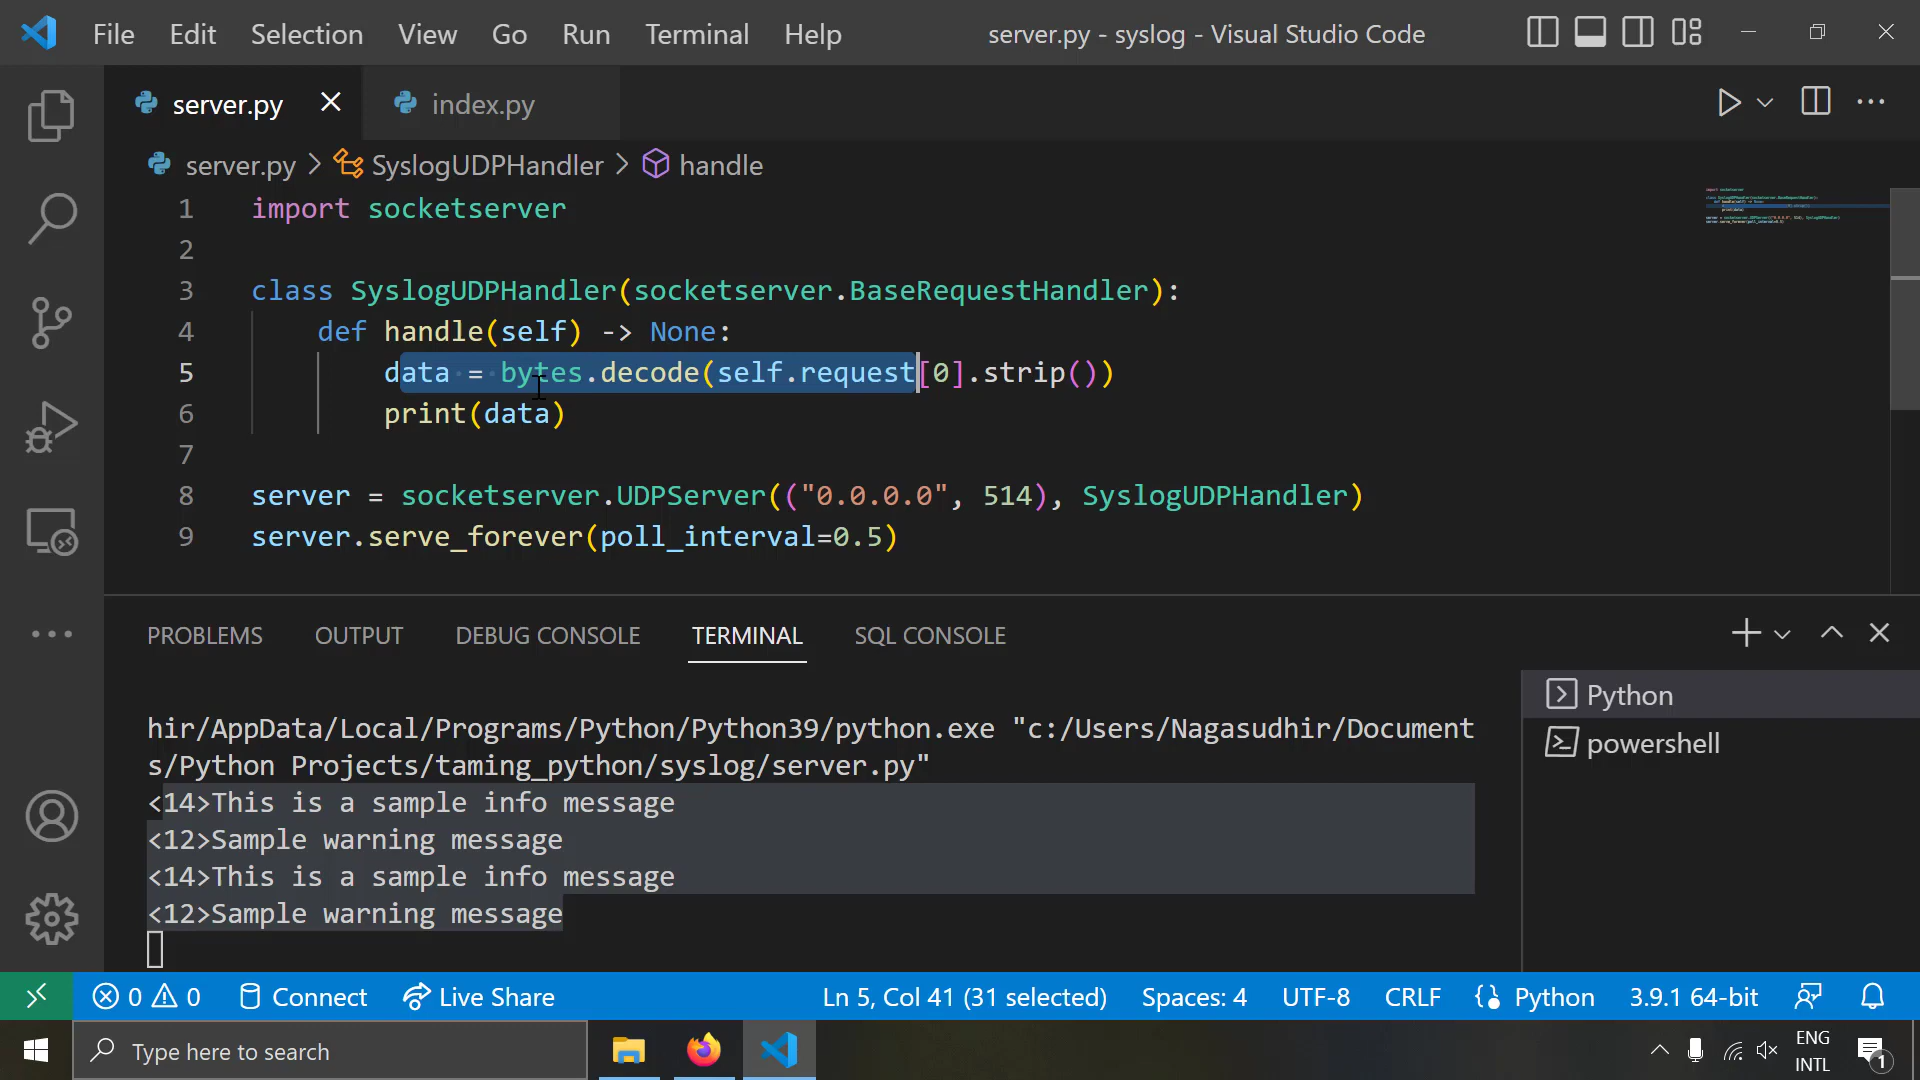 File Edit Selection View Go Run Terminal Help server.py - syslog - Visual Studio Code
server.py index.py
server.py > SyslogUDPHandler > handle
1 import socketserver
2
3 class SyslogUDPHandler(socketserver.BaseRequestHandler):
4 def handle(self) -> None:
5 data = bytes.decode(self.request[0].strip())
6 print(data)
7
8 server = socketserver.UDPServer(("0.0.0.0", 514), SyslogUDPHandler)
9 server.serve_forever(poll_interval=0.5)
PROBLEMS OUTPUT DEBUG CONSOLE TERMINAL SQL CONSOLE
hir/AppData/Local/Programs/Python/Python39/python.exe "c:/Users/Nagasudhir/Document
s/Python Projects/taming_python/syslog/server.py"
<14>This is a sample info message
<12>Sample warning message
<14>This is a sample info message
<12>Sample warning message
Python
powershell
0 0 Connect Live Share Ln 5, Col 41 (31 selected) Spaces: 4 UTF-8 CRLF Python 3.9.1 64-bit
Type here to search
ENG
INTL
1